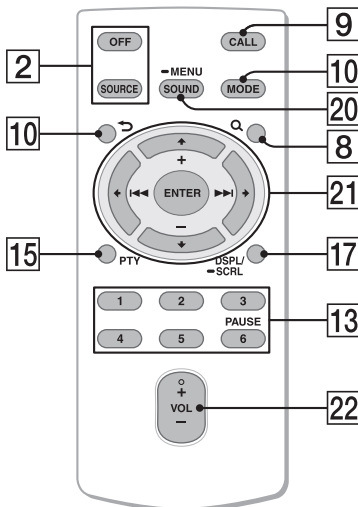 OFF
CALL
9
2
–MENU
10
SOURCE
SOUND
MODE
20
10
8
+
ENTER
21
–
15
PTY
DSPL/
–SCRL
17
1
2
3
13
PAUSE
4
5
6
+
VOL
22
–